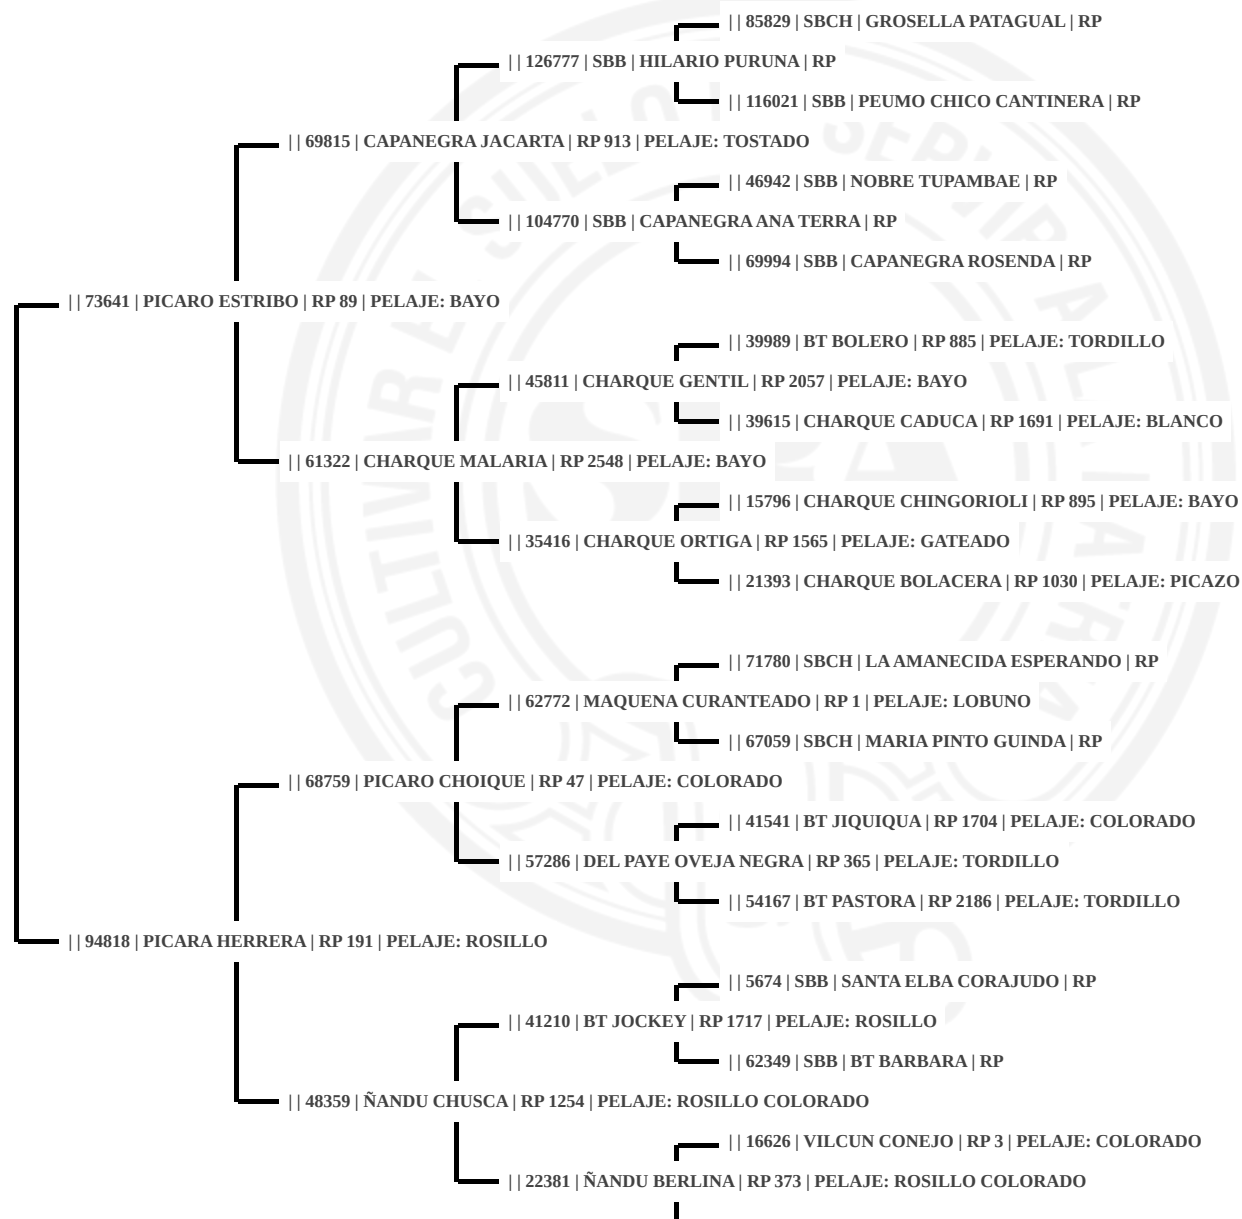 | | 85829 | SBCH | GROSELLA PATAGUAL | RP
| | 126777 | SBB | HILARIO PURUNA | RP
| | 116021 | SBB | PEUMO CHICO CANTINERA | RP
| | 69815 | CAPANEGRA JACARTA | RP 913 | PELAJE: TOSTADO
| | 46942 | SBB | NOBRE TUPAMBAE | RP
| | 104770 | SBB | CAPANEGRA ANA TERRA | RP
| | 69994 | SBB | CAPANEGRA ROSENDA | RP
| | 73641 | PICARO ESTRIBO | RP 89 | PELAJE: BAYO
| | 39989 | BT BOLERO | RP 885 | PELAJE: TORDILLO
| | 45811 | CHARQUE GENTIL | RP 2057 | PELAJE: BAYO
| | 39615 | CHARQUE CADUCA | RP 1691 | PELAJE: BLANCO
| | 61322 | CHARQUE MALARIA | RP 2548 | PELAJE: BAYO
| | 15796 | CHARQUE CHINGORIOLI | RP 895 | PELAJE: BAYO
| | 35416 | CHARQUE ORTIGA | RP 1565 | PELAJE: GATEADO
| | 21393 | CHARQUE BOLACERA | RP 1030 | PELAJE: PICAZO
| | 71780 | SBCH | LA AMANECIDA ESPERANDO | RP
| | 62772 | MAQUENA CURANTEADO | RP 1 | PELAJE: LOBUNO
| | 67059 | SBCH | MARIA PINTO GUINDA | RP
| | 68759 | PICARO CHOIQUE | RP 47 | PELAJE: COLORADO
| | 41541 | BT JIQUIQUA | RP 1704 | PELAJE: COLORADO
| | 57286 | DEL PAYE OVEJA NEGRA | RP 365 | PELAJE: TORDILLO
| | 54167 | BT PASTORA | RP 2186 | PELAJE: TORDILLO
| | 94818 | PICARA HERRERA | RP 191 | PELAJE: ROSILLO
| | 5674 | SBB | SANTA ELBA CORAJUDO | RP
| | 41210 | BT JOCKEY | RP 1717 | PELAJE: ROSILLO
| | 62349 | SBB | BT BARBARA | RP
| | 48359 | ÑANDU CHUSCA | RP 1254 | PELAJE: ROSILLO COLORADO
| | 16626 | VILCUN CONEJO | RP 3 | PELAJE: COLORADO
| | 22381 | ÑANDU BERLINA | RP 373 | PELAJE: ROSILLO COLORADO